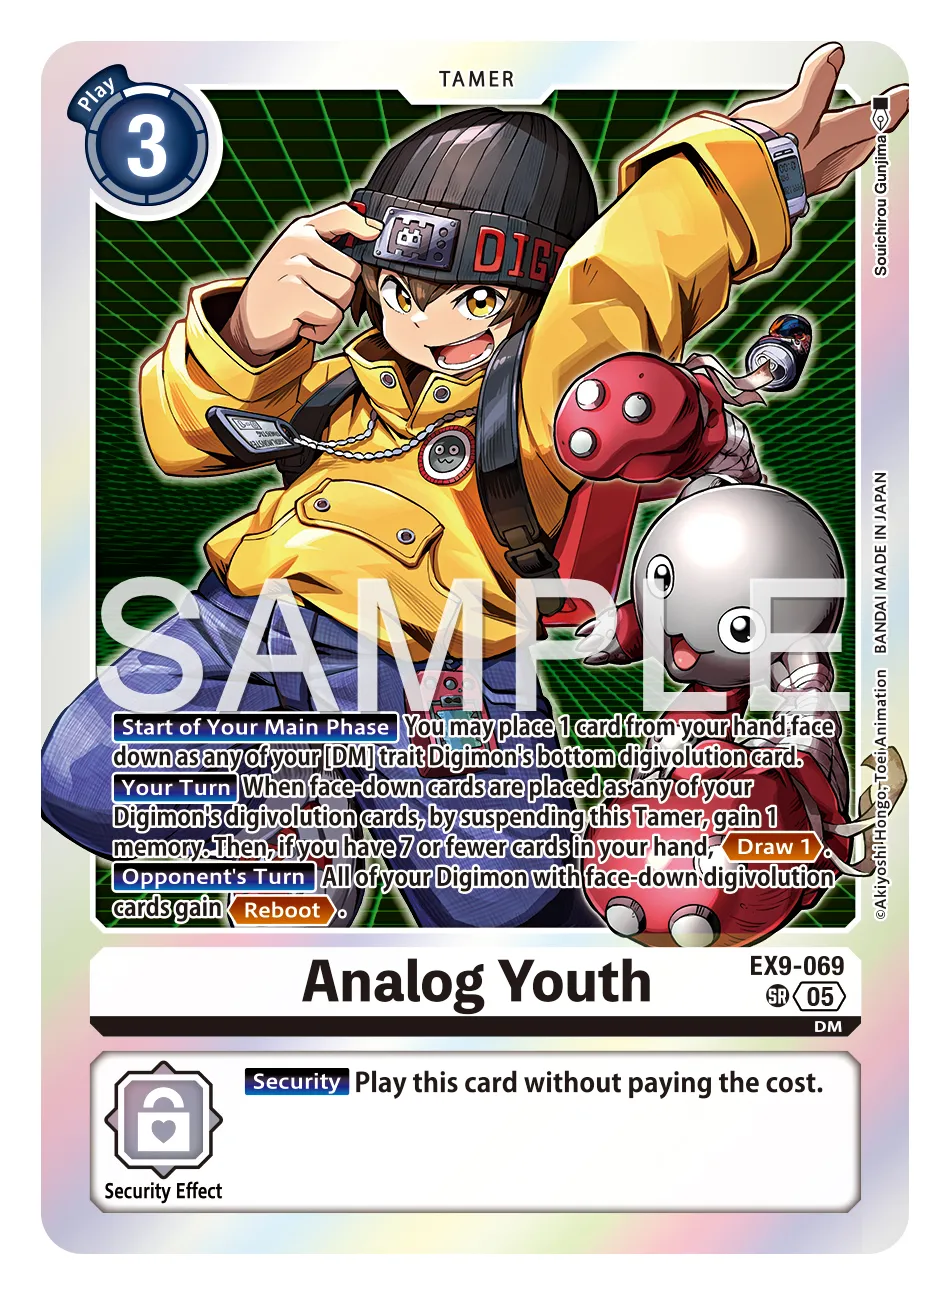 TAMER
Play
3
DIGI
Souichirou Gunjima
BANDAI MADE IN JAPAN
©Akiyoshi Hongo, Toei Animation
SAMPLE
Start of Your Main Phase You may place 1 card from your hand face
down as any of your [DM] trait Digimon's bottom digivolution card.
Your Turn When face-down cards are placed as any of your
Digimon's digivolution cards, by suspending this Tamer, gain 1
memory. Then, if you have 7 or fewer cards in your hand, Draw 1.
Opponent's Turn All of your Digimon with face-down digivolution
cards gain Reboot.
Analog Youth
EX9-069
SR 05
DM
Security Play this card without paying the cost.
Security Effect